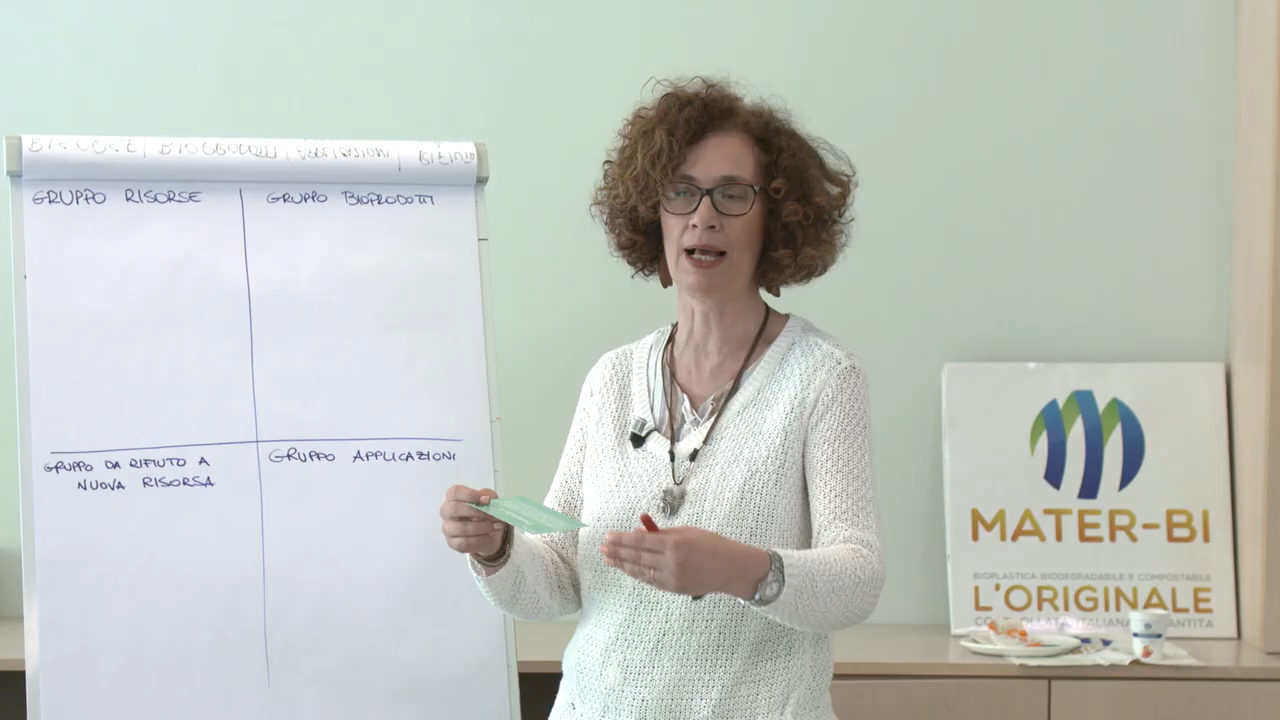 GRUPPO RISORSE
GRUPPO BIOPRODOTTI
GRUPPO DA RIFIUTO A
NUOVA RISORSA
GRUPPO APPLICAZIONI
MATER-BI
BIOPLASTICA BIODEGRADABILE E COMPOSTABILE
L'ORIGINALE